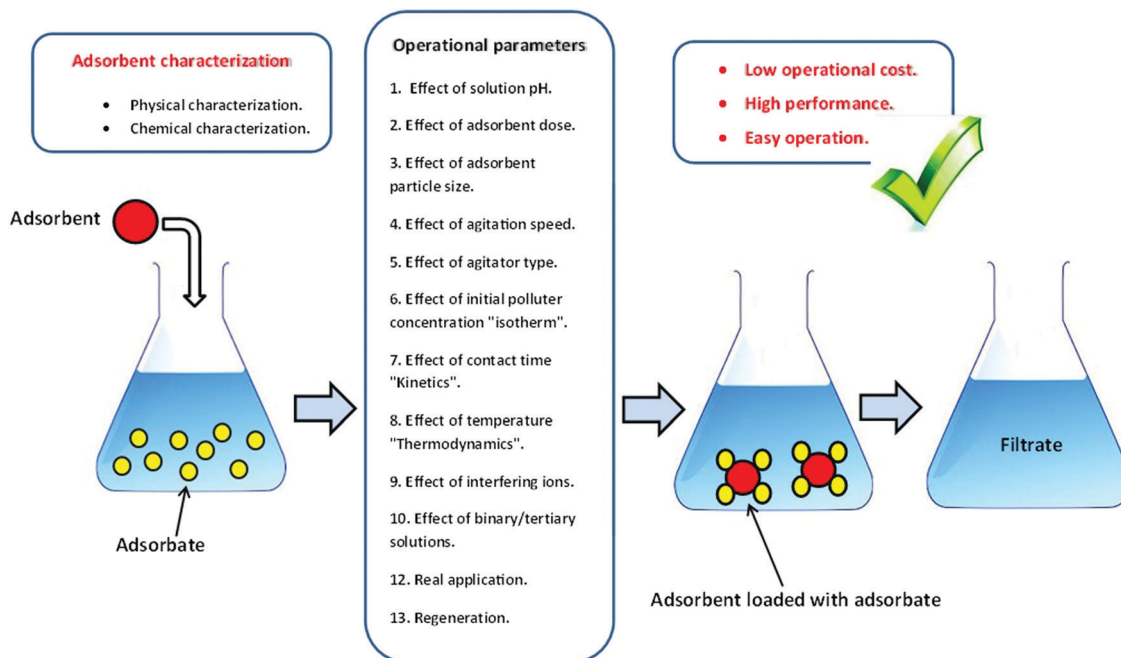 Adsorbent characterization
• Physical characterization.
• Chemical characterization.
Adsorbent
Adsorbate
Operational parameters
1. Effect of solution pH.
2. Effect of adsorbent dose.
3. Effect of adsorbent
particle size.
4. Effect of agitation speed.
5. Effect of agitator type.
6. Effect of initial polluter
concentration "isotherm".
7. Effect of contact time
"Kinetics".
8. Effect of temperature
"Thermodynamics".
9. Effect of interfering ions.
10. Effect of binary/tertiary
solutions.
12. Real application.
13. Regeneration.
• Low operational cost.
• High performance.
• Easy operation.
Adsorbent loaded with adsorbate
Filtrate